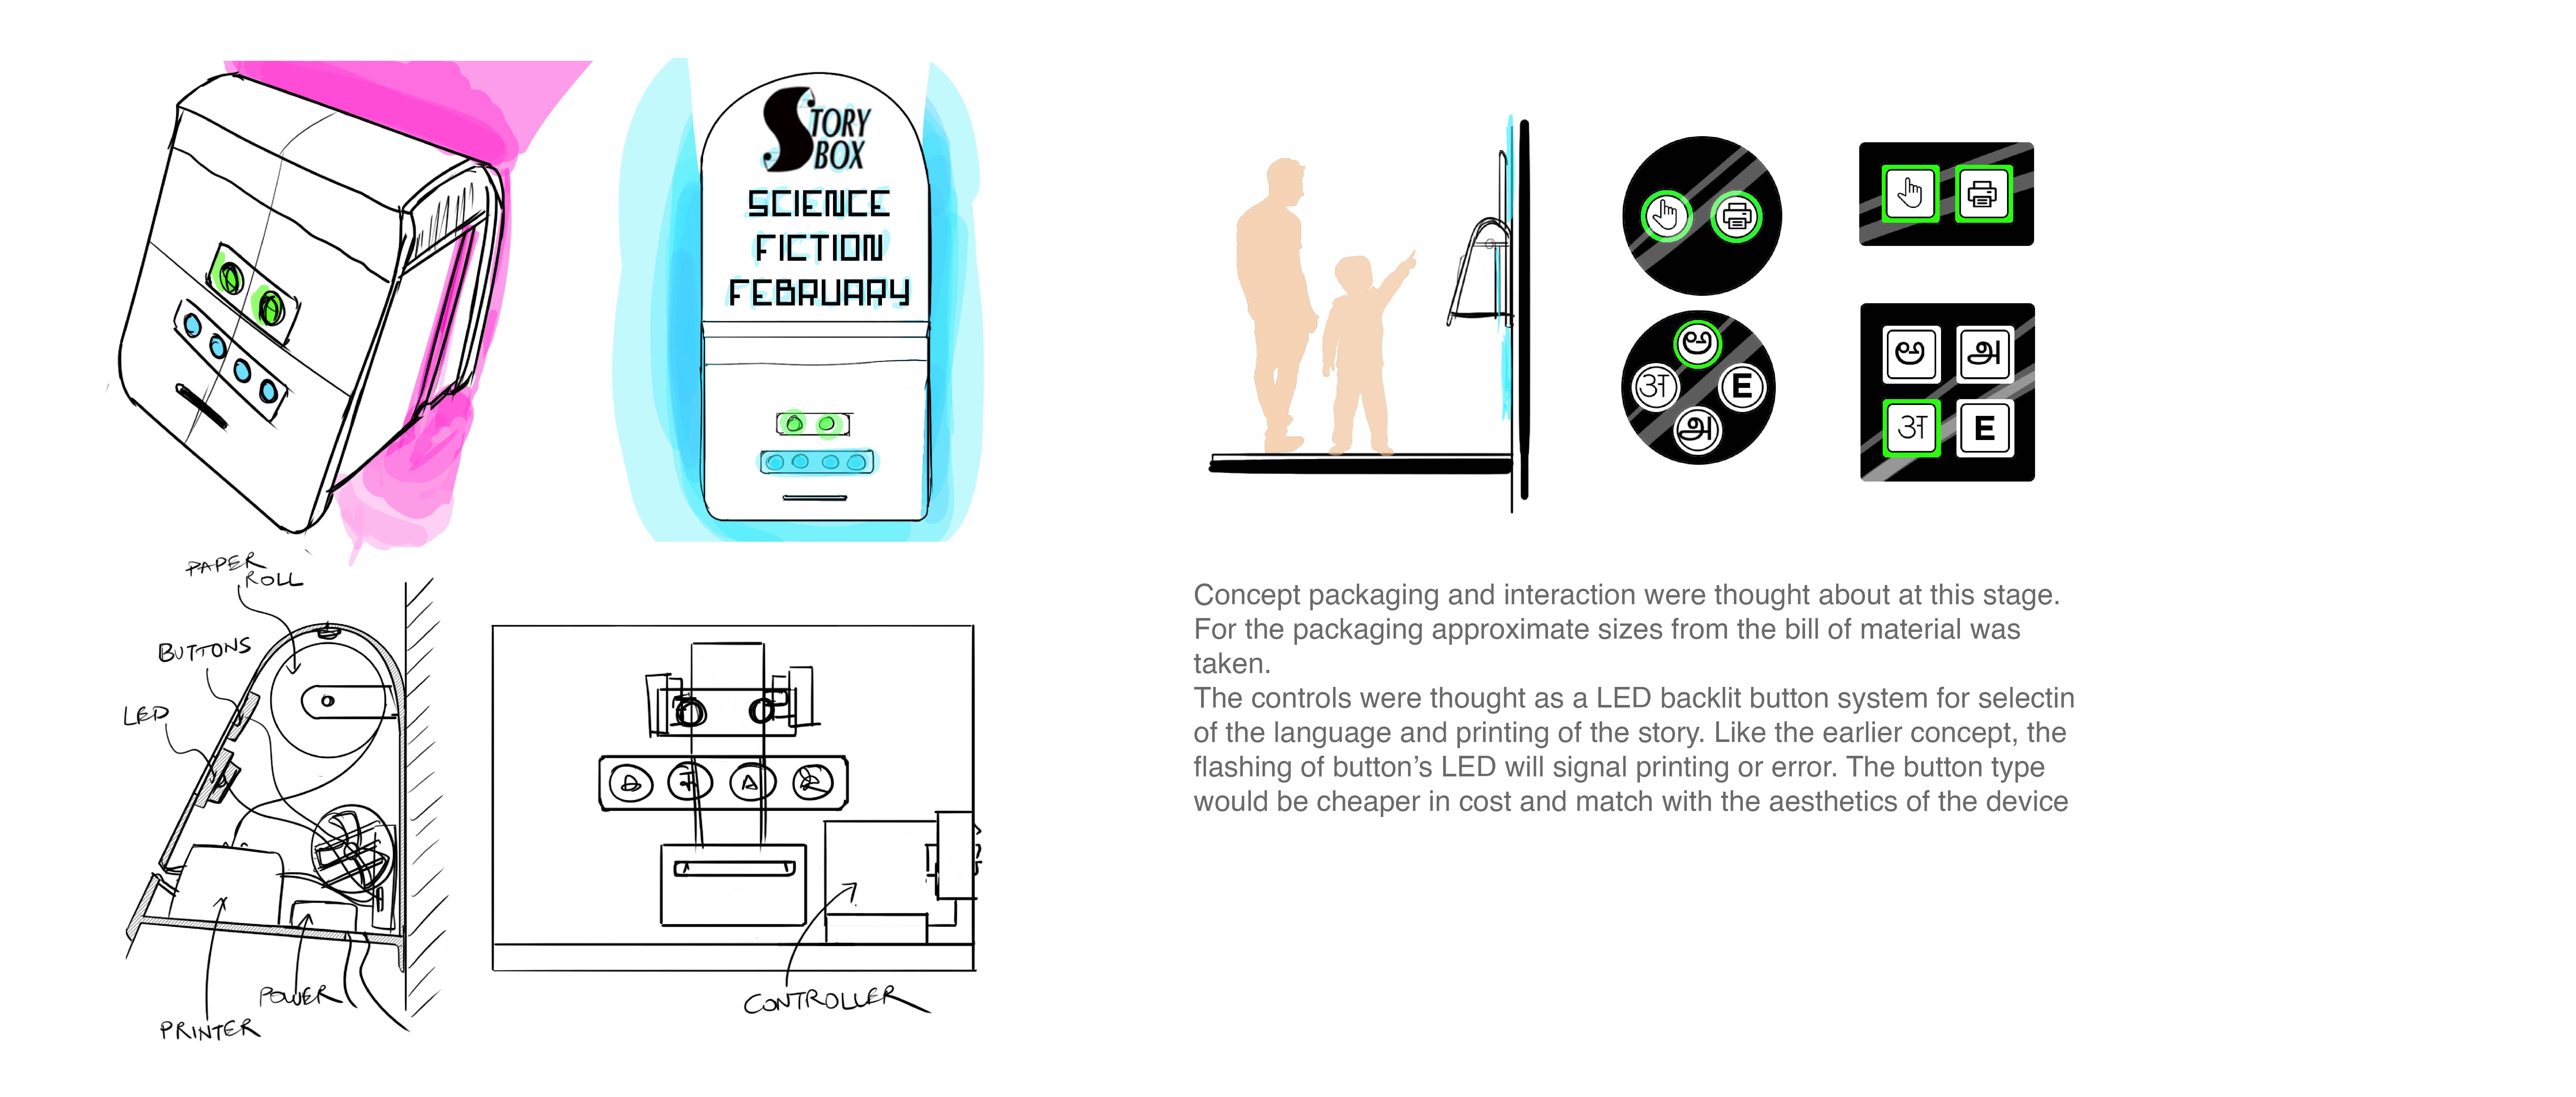 STORY
BOX
SCIENCE
FICTION
FEBRUARY
PAPER
ROLL
BUTTONS
LED
PRINTER
POWER
CONTROLLER
ಅ
अ
E
அ
ಅ
அ
अ
E
Concept packaging and interaction were thought about at this stage.
For the packaging approximate sizes from the bill of material was
taken.
The controls were thought as a LED backlit button system for selectin
of the language and printing of the story. Like the earlier concept, the
flashing of button's LED will signal printing or error. The button type
would be cheaper in cost and match with the aesthetics of the device